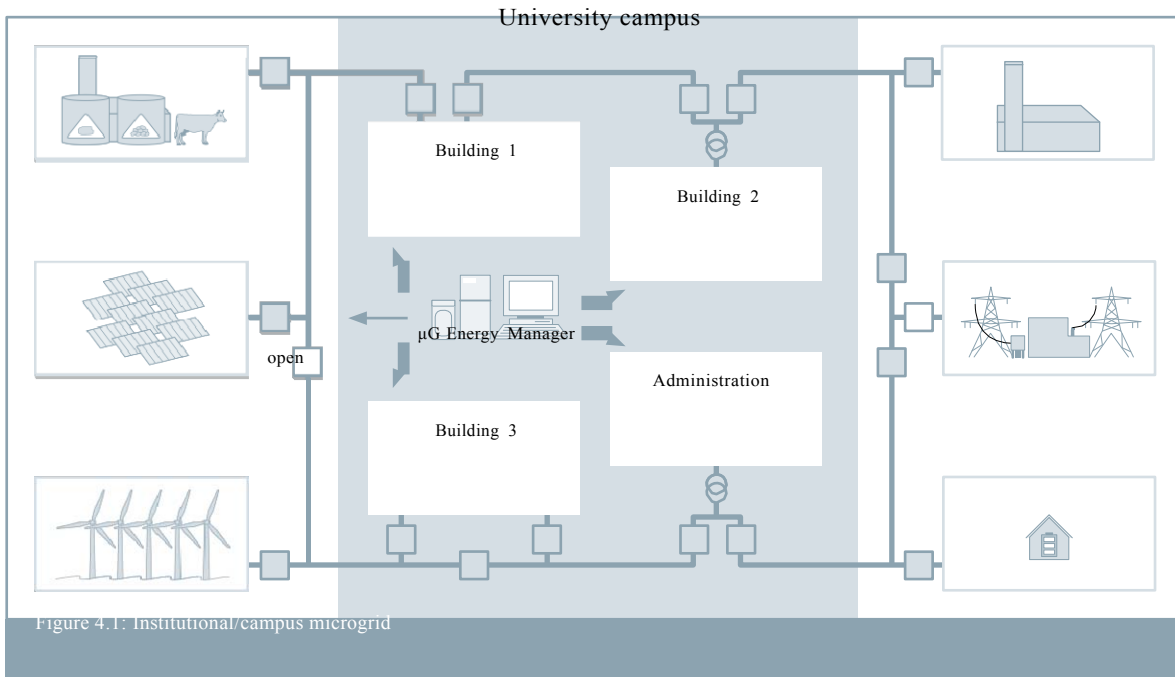 University campus
Building 1
Building 2
μG Energy Manager
open
Administration
Building 3
Figure 4.1: Institutional/campus microgrid